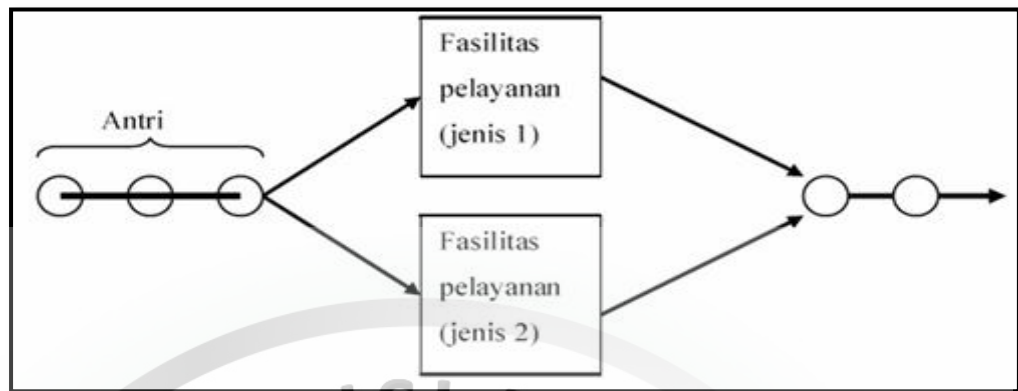 Antri
Fasilitas
pelayanan
(jenis 1)
Fasilitas
pelayanan
(jenis 2)